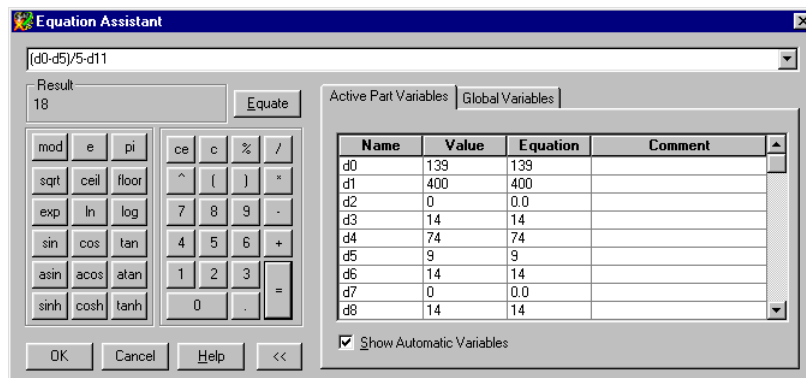 Equation Assistant
(d0-d5)/5-d11
Result
18
Equate
mod e pi
sqrt ceil floor
exp ln log
sin cos tan
asin acos atan
sinh cosh tanh
ce c % /
^ ( ) *
7 8 9 -
4 5 6 +
1 2 3 =
0 .
Active Part Variables Global Variables
Name Value Equation Comment
d0 139 139
d1 400 400
d2 0 0.0
d3 14 14
d4 74 74
d5 9 9
d6 14 14
d7 0 0.0
d8 14 14
Show Automatic Variables
OK Cancel Help <<